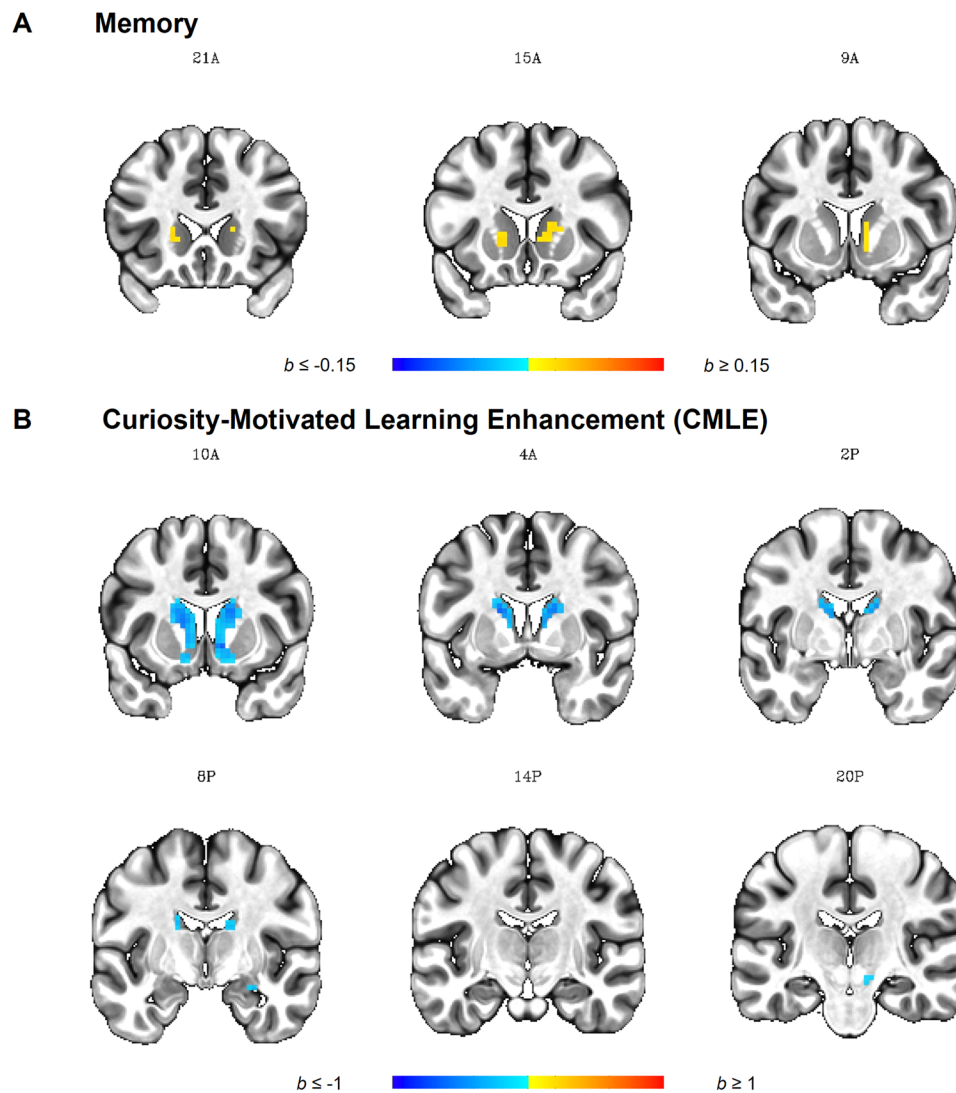 A Memory
21A 15A 9A
b ≤ -0.15 b ≥ 0.15
B Curiosity-Motivated Learning Enhancement (CMLE)
10A 4A 2P
8P 14P 20P
b ≤ -1 b ≥ 1